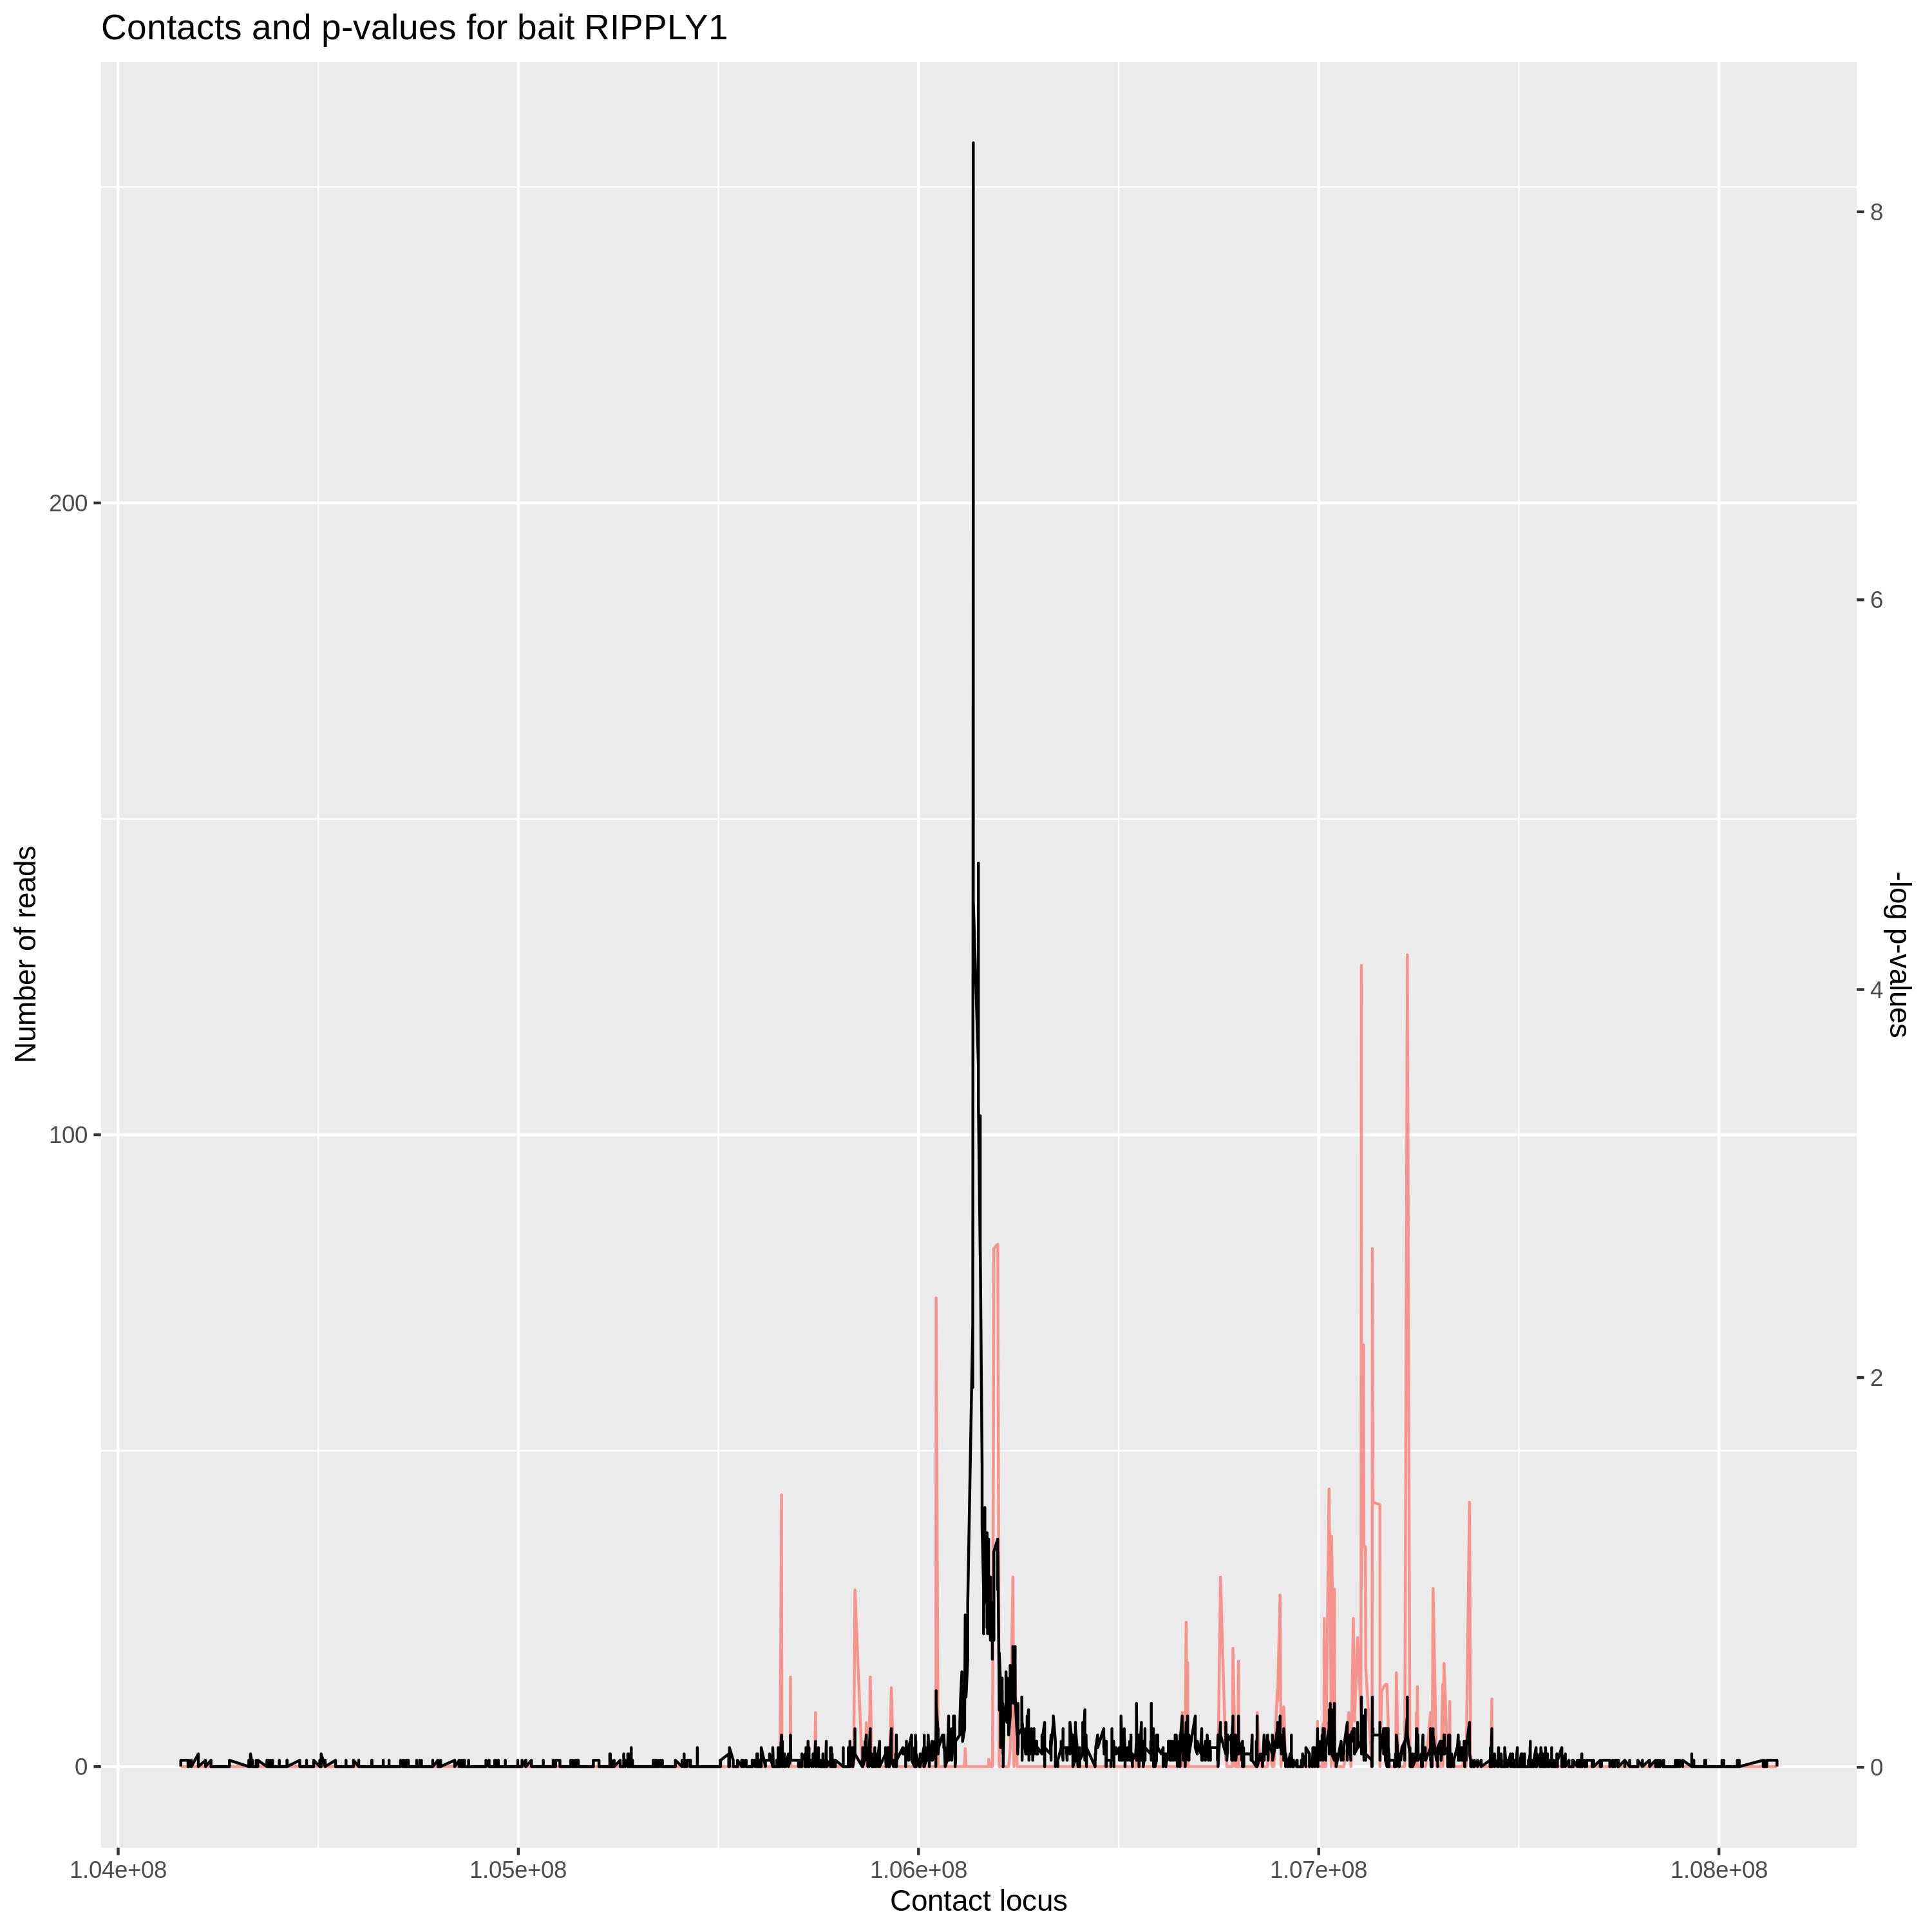 Contacts and p-values for bait RIPPLY1
8
200
6
Number of reads
-log p-values
4
100
2
0
0
1.04e+08
1.05e+08
1.06e+08
1.07e+08
1.08e+08
Contact locus